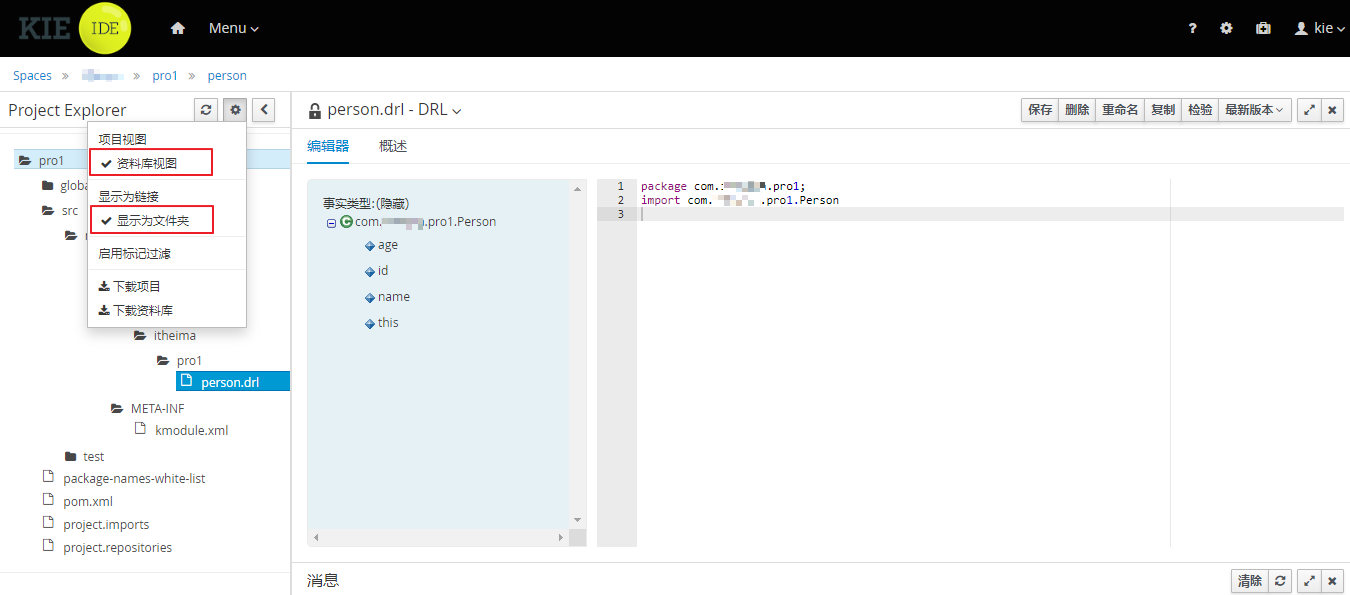 KIE IDE Menu ? kie
Spaces » » pro1 » person
Project Explorer
项目视图
资料库视图
显示为链接
显示为文件夹
启用标记过滤
下载项目
下载资料库
pro1
globa
src
itheima
pro1
person.drl
META-INF
kmodule.xml
test
package-names-white-list
pom.xml
project.imports
project.repositories
person.drl - DRL
保存 删除 重命名 复制 检验 最新版本
编辑器 概述
事实类型:(隐藏)
C com. .pro1.Person
age
id
name
this
1 package com. .pro1;
2 import com. .pro1.Person
3
消息
清除